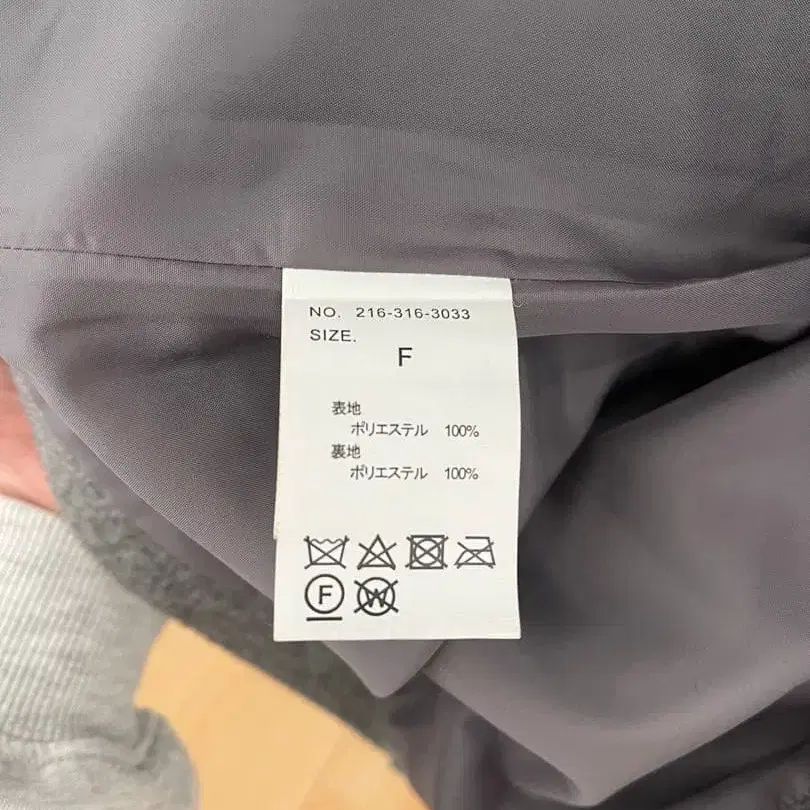 NO. 216-316-3033
SIZE.
F
表地
ポリエステル 100%
裏地
ポリエステル 100%
F W